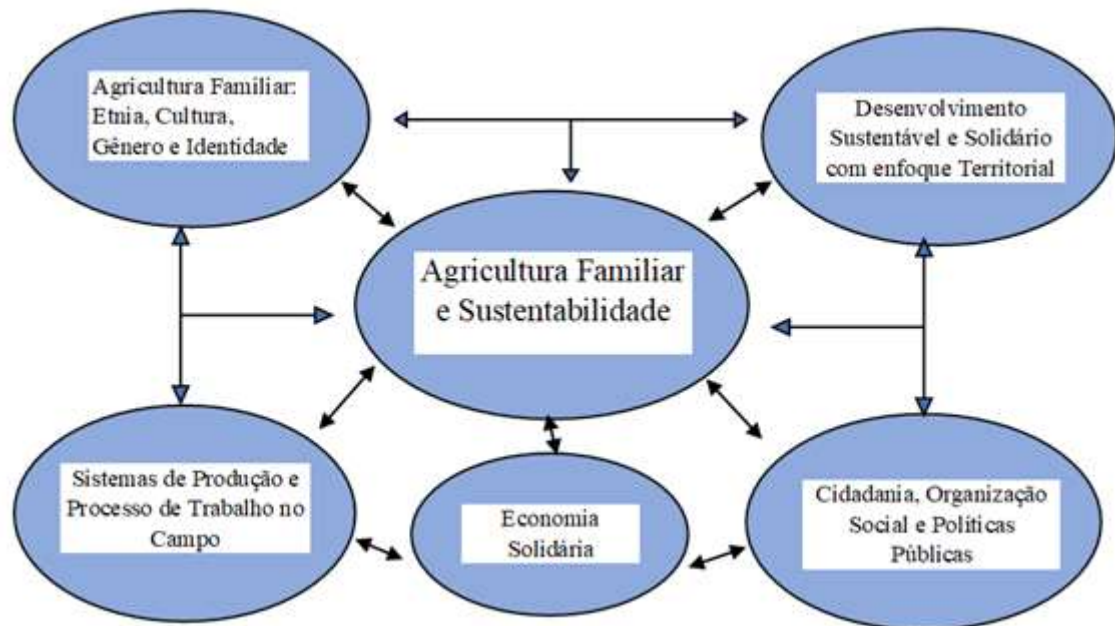 Agricultura Familiar:
Etnia, Cultura,
Gênero e Identidade
Desenvolvimento
Sustentável e Solidário
com enfoque Territorial
Agricultura Familiar
e Sustentabilidade
Sistemas de Produção e
Processo de Trabalho no
Campo
Economia
Solidária
Cidadania, Organização
Social e Políticas
Públicas